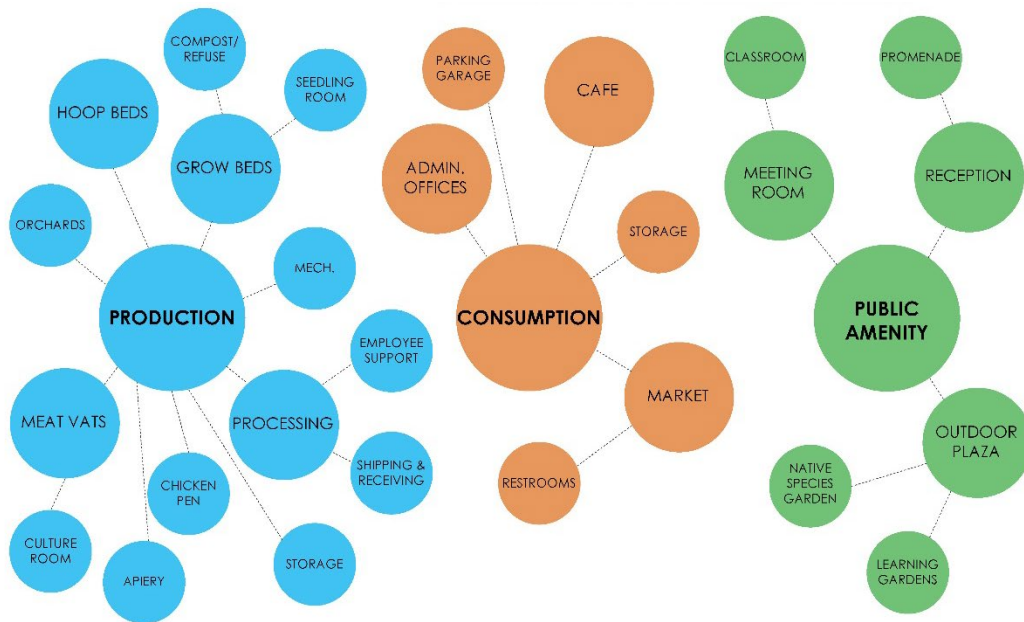 COMPOST/
REFUSE
SEEDLING
ROOM
HOOP BEDS
GROW BEDS
ORCHARDS
MECH.
PRODUCTION
EMPLOYEE
SUPPORT
MEAT VATS
PROCESSING
SHIPPING &
RECEIVING
CHICKEN
PEN
CULTURE
ROOM
APIERY
STORAGE
PARKING
GARAGE
CAFE
ADMIN.
OFFICES
STORAGE
CONSUMPTION
MARKET
RESTROOMS
CLASSROOM
PROMENADE
MEETING
ROOM
RECEPTION
PUBLIC
AMENITY
OUTDOOR
PLAZA
NATIVE
SPECIES
GARDEN
LEARNING
GARDENS